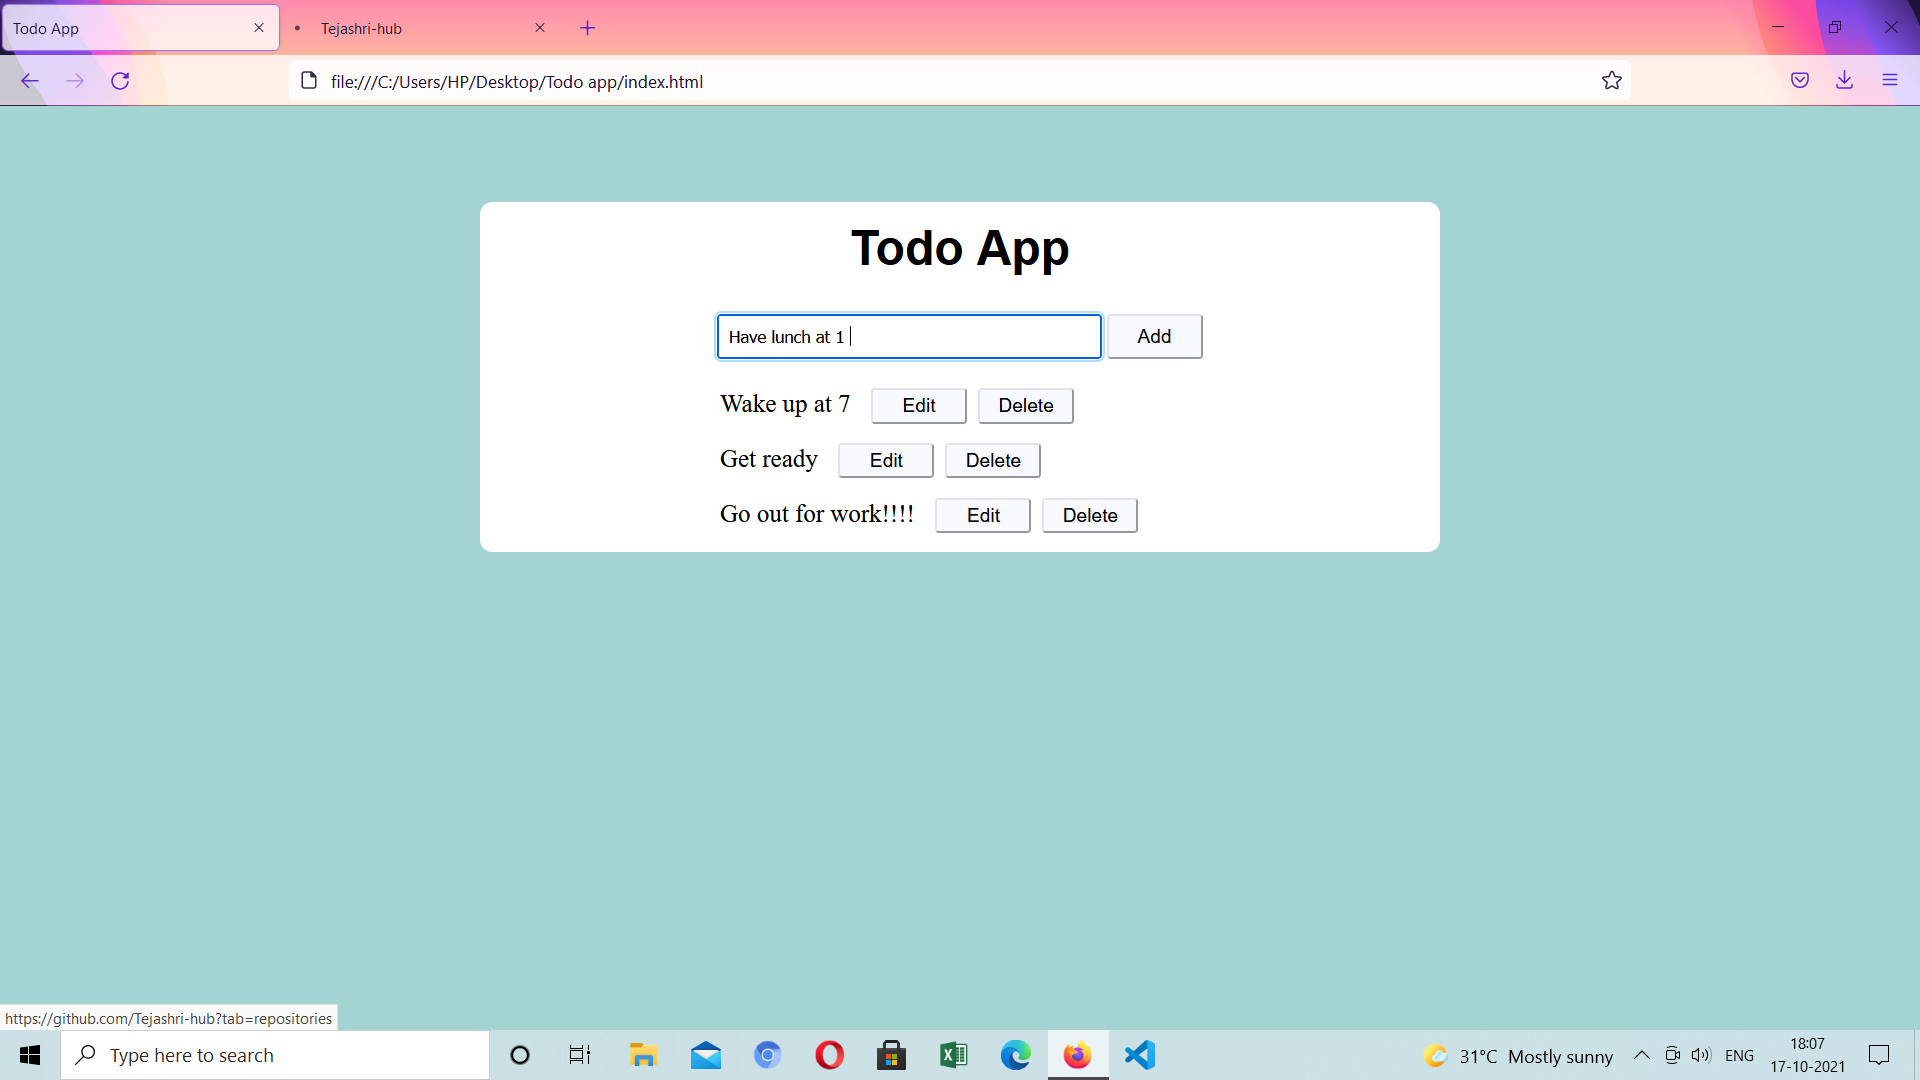 Todo App
Tejashri-hub
file:///C:/Users/HP/Desktop/Todo app/index.html
Todo App
Have lunch at 1
Add
Wake up at 7 Edit Delete
Get ready Edit Delete
Go out for work!!!! Edit Delete
https://github.com/Tejashri-hub?tab=repositories
Type here to search
31°C Mostly sunny
ENG
18:07
17-10-2021